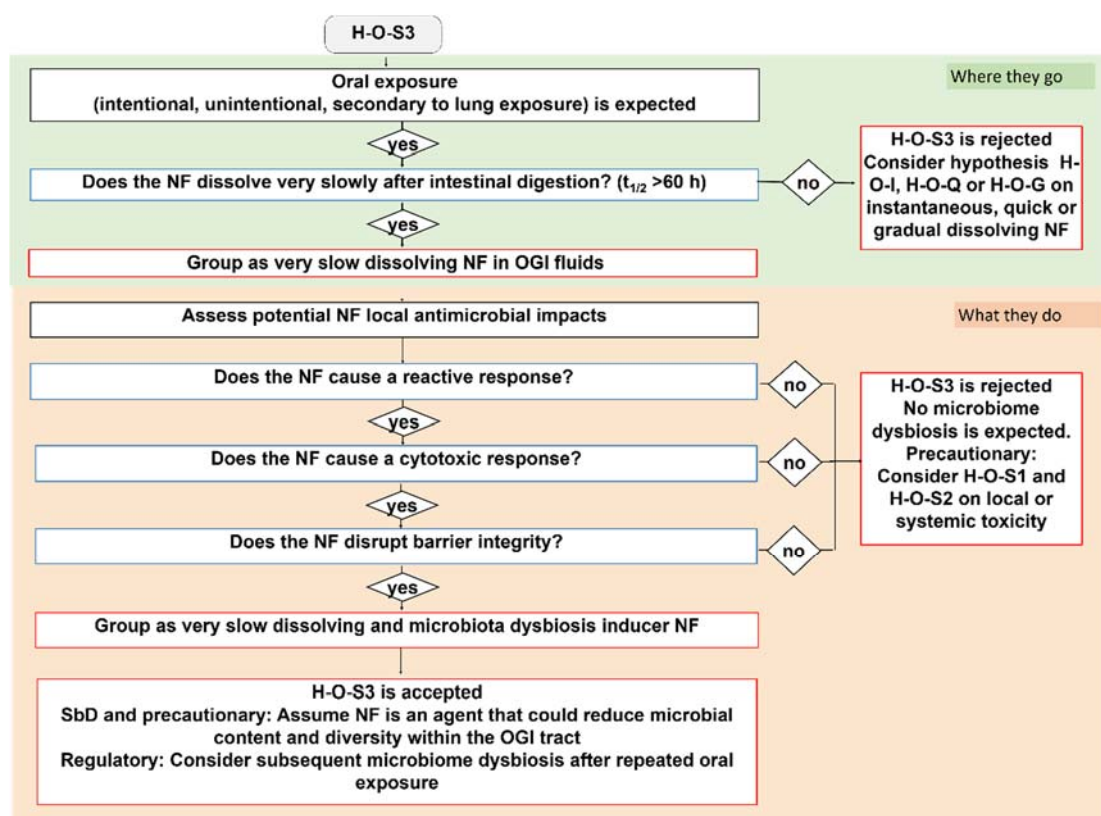 H-O-S3
Where they go
Oral exposure
(intentional, unintentional, secondary to lung exposure) is expected
yes
Does the NF dissolve very slowly after intestinal digestion? (t1/2 >60 h)
no
H-O-S3 is rejected
Consider hypothesis H-
O-I, H-O-Q or H-O-G on
instantaneous, quick or
gradual dissolving NF
yes
Group as very slow dissolving NF in OGI fluids
What they do
Assess potential NF local antimicrobial impacts
Does the NF cause a reactive response?
no
yes
Does the NF cause a cytotoxic response?
no
yes
Does the NF disrupt barrier integrity?
no
H-O-S3 is rejected
No microbiome
dysbiosis is expected.
Precautionary:
Consider H-O-S1 and
H-O-S2 on local or
systemic toxicity
yes
Group as very slow dissolving and microbiota dysbiosis inducer NF
H-O-S3 is accepted
SbD and precautionary: Assume NF is an agent that could reduce microbial
content and diversity within the OGI tract
Regulatory: Consider subsequent microbiome dysbiosis after repeated oral
exposure